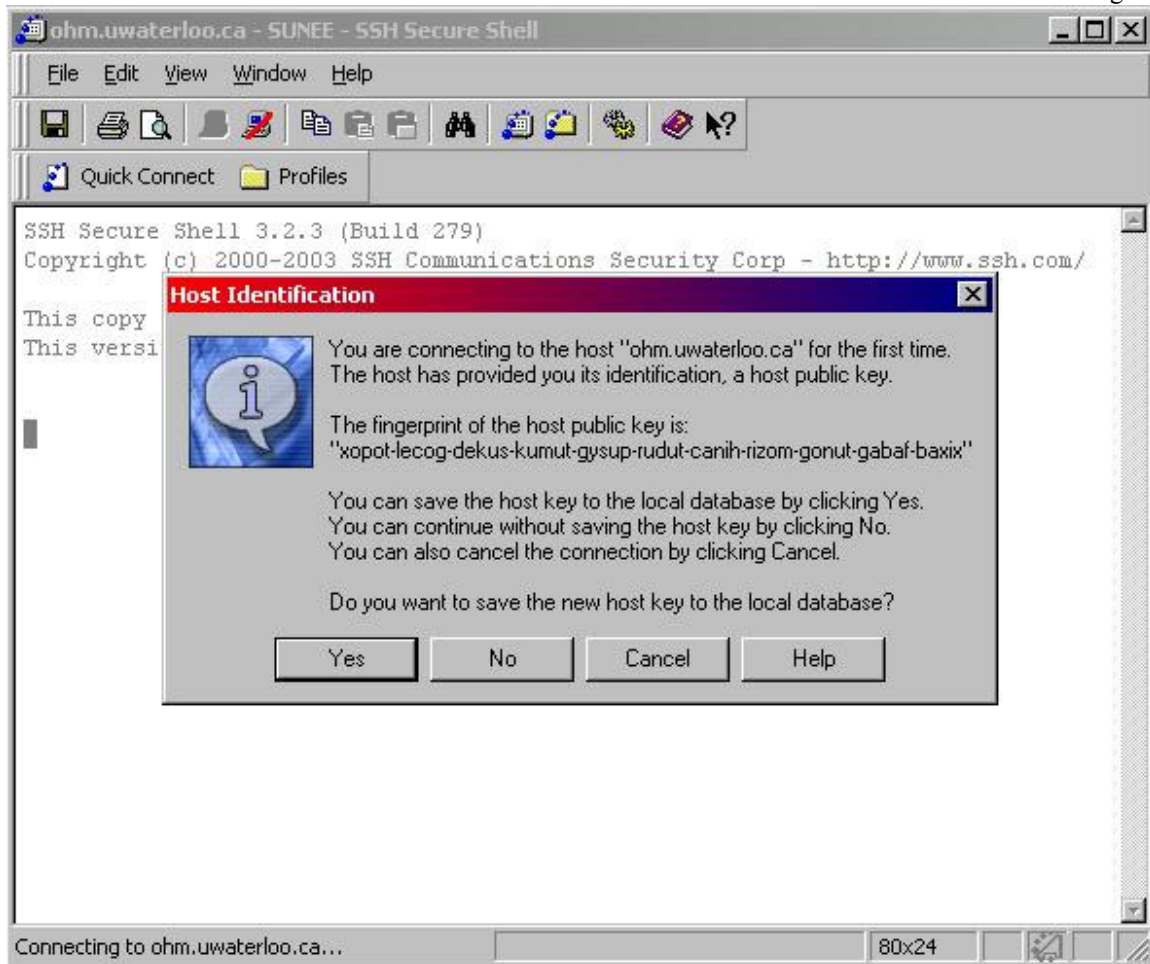 g
ohm.uwaterloo.ca - SUNEE - SSH Secure Shell
File Edit View Window Help
Quick Connect Profiles
SSH Secure Shell 3.2.3 (Build 279)
Copyright (c) 2000-2003 SSH Communications Security Corp - http://www.ssh.com/
Host Identification
This copy
This versi
You are connecting to the host "ohm.uwaterloo.ca" for the first time.
The host has provided you its identification, a host public key.
The fingerprint of the host public key is:
"xopot-lecog-dekus-kumut-gysup-rudut-canih-rizom-gonut-gabaf-baxix"
You can save the host key to the local database by clicking Yes.
You can continue without saving the host key by clicking No.
You can also cancel the connection by clicking Cancel.
Do you want to save the new host key to the local database?
Yes No Cancel Help
Connecting to ohm.uwaterloo.ca... 80x24